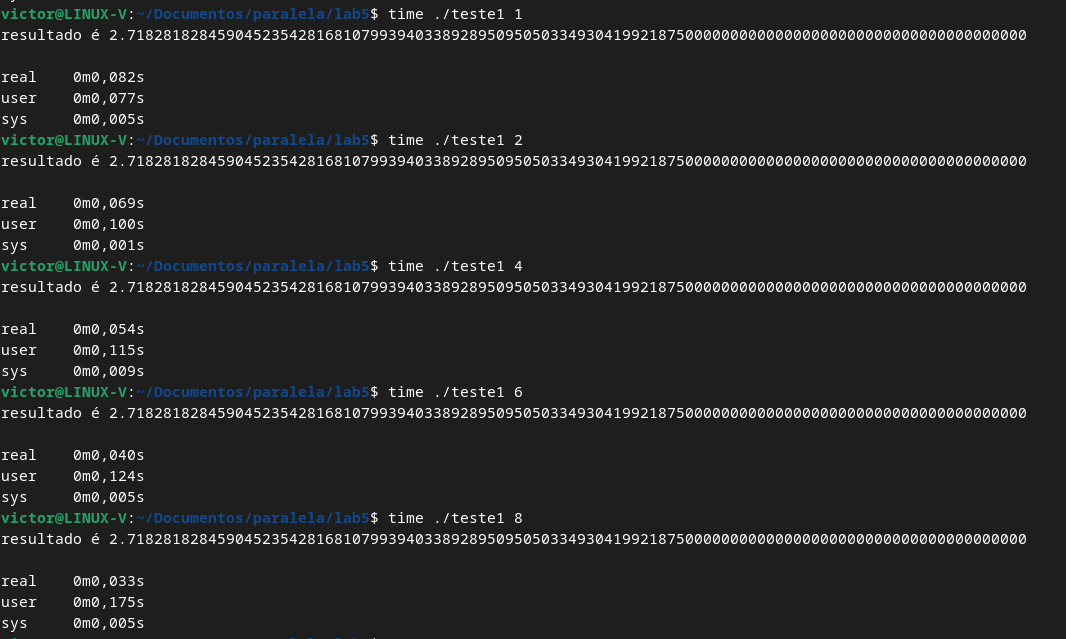 victor@LINUX-V:~/Documentos/paralela/lab5$ time ./teste1 1
resultado é 2.718281828459045235428168107993940338928950950503349304199218750000000000000000000000000000000000000

real    0m0,082s
user    0m0,077s
sys     0m0,005s
victor@LINUX-V:~/Documentos/paralela/lab5$ time ./teste1 2
resultado é 2.718281828459045235428168107993940338928950950503349304199218750000000000000000000000000000000000000

real    0m0,069s
user    0m0,100s
sys     0m0,001s
victor@LINUX-V:~/Documentos/paralela/lab5$ time ./teste1 4
resultado é 2.718281828459045235428168107993940338928950950503349304199218750000000000000000000000000000000000000

real    0m0,054s
user    0m0,115s
sys     0m0,009s
victor@LINUX-V:~/Documentos/paralela/lab5$ time ./teste1 6
resultado é 2.718281828459045235428168107993940338928950950503349304199218750000000000000000000000000000000000000

real    0m0,040s
user    0m0,124s
sys     0m0,005s
victor@LINUX-V:~/Documentos/paralela/lab5$ time ./teste1 8
resultado é 2.718281828459045235428168107993940338928950950503349304199218750000000000000000000000000000000000000

real    0m0,033s
user    0m0,175s
sys     0m0,005s